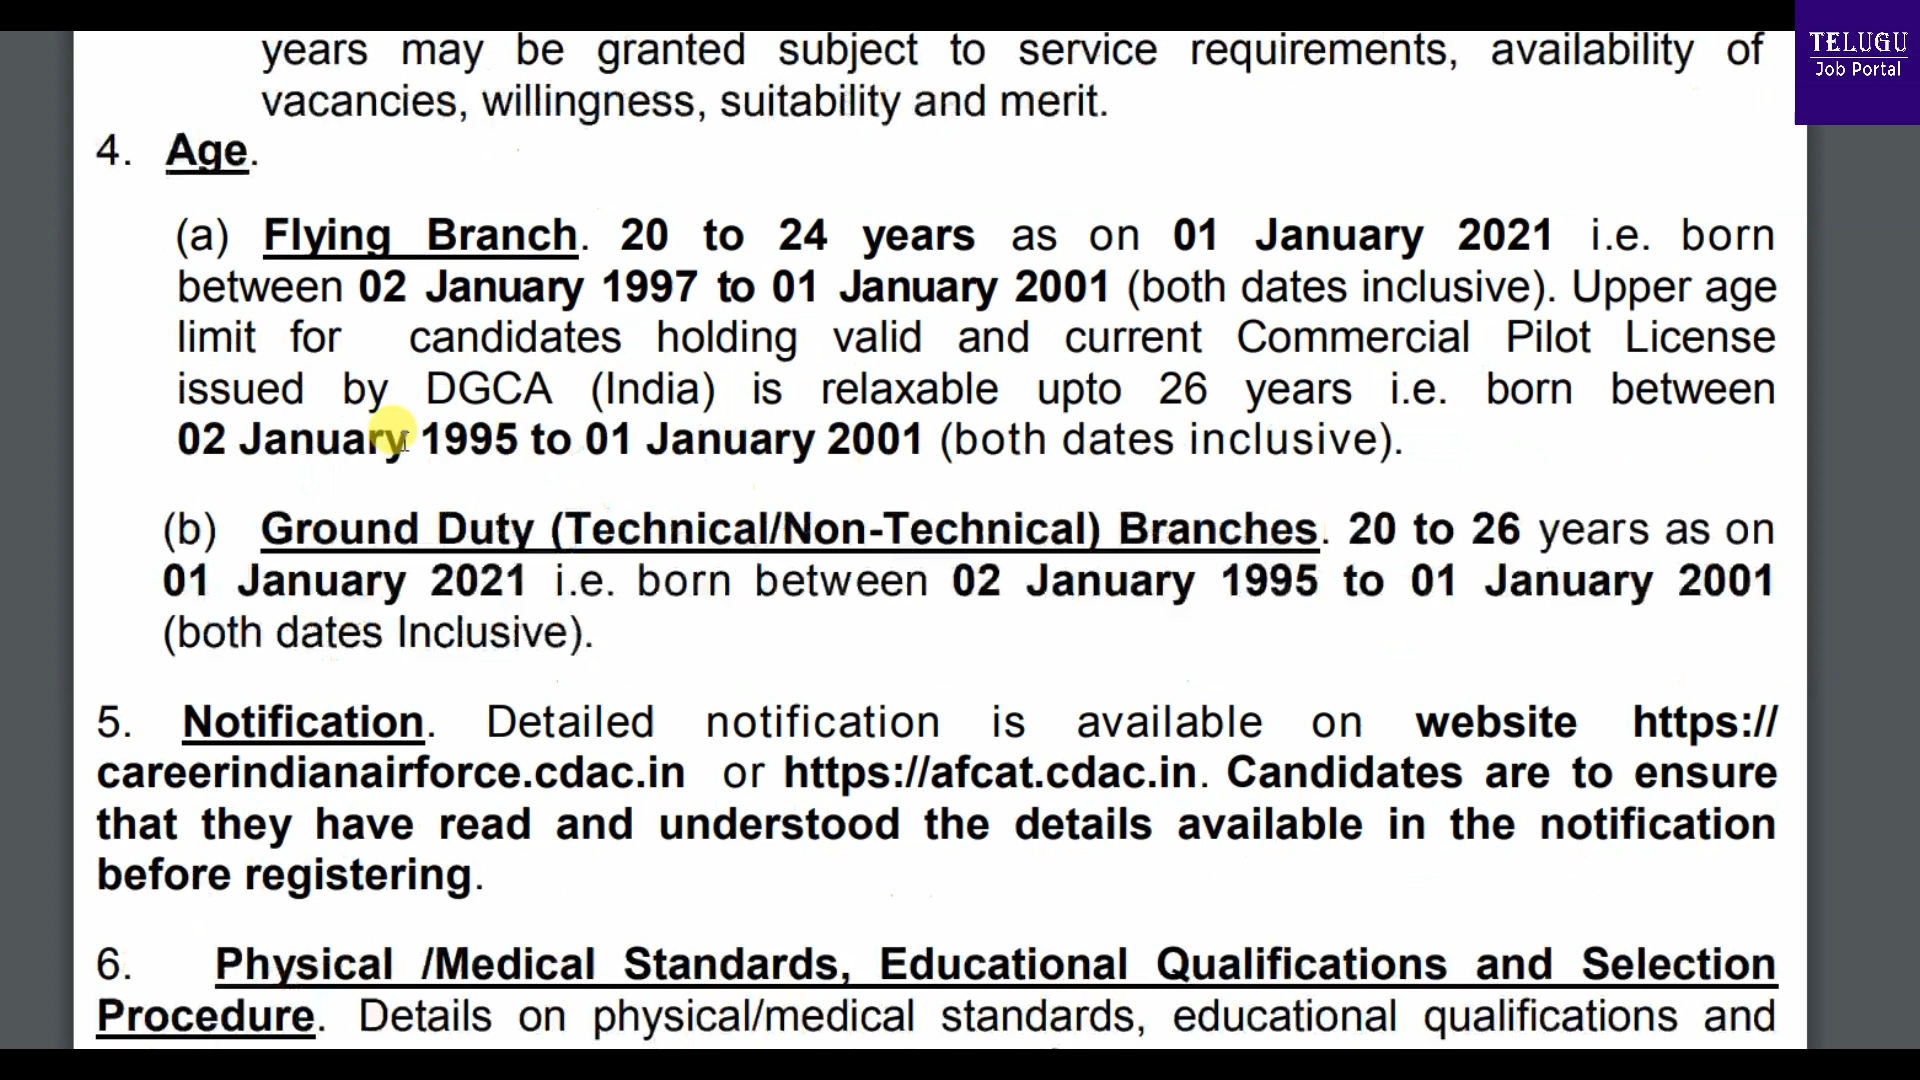 TELUGU
Job Portal
years may be granted subject to service requirements, availability of
vacancies, willingness, suitability and merit.
4. Age.
(a) Flying Branch. 20 to 24 years as on 01 January 2021 i.e. born
between 02 January 1997 to 01 January 2001 (both dates inclusive). Upper age
limit for candidates holding valid and current Commercial Pilot License
issued by DGCA (India) is relaxable upto 26 years i.e. born between
02 January 1995 to 01 January 2001 (both dates inclusive).
(b) Ground Duty (Technical/Non-Technical) Branches. 20 to 26 years as on
01 January 2021 i.e. born between 02 January 1995 to 01 January 2001
(both dates Inclusive).
5. Notification. Detailed notification is available on website https://
careerindianairforce.cdac.in or https://afcat.cdac.in. Candidates are to ensure
that they have read and understood the details available in the notification
before registering.
6. Physical /Medical Standards, Educational Qualifications and Selection
Procedure. Details on physical/medical standards, educational qualifications and